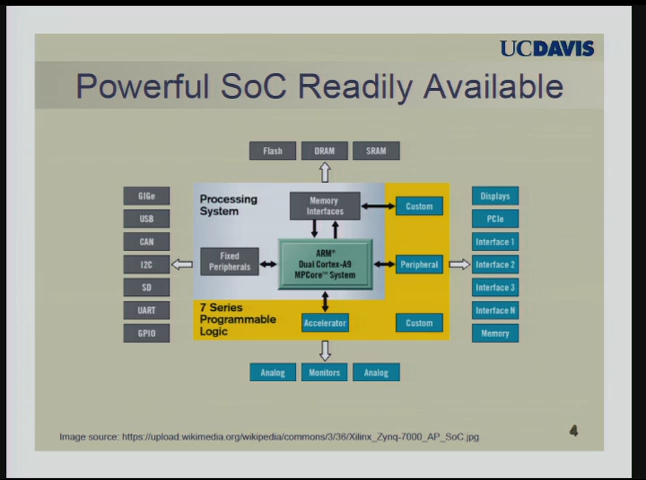 UCDAVIS
Powerful SoC Readily Available
Flash
DRAM
SRAM
GIGe
USB
CAN
I2C
SD
UART
GPIO
Processing
System
Memory
Interfaces
Custom
Fixed
Peripherals
ARM®
Dual Cortex-A9
MPCore™ System
Peripheral
7 Series
Programmable
Logic
Accelerator
Custom
Displays
PCIe
Interface 1
Interface 2
Interface 3
Interface N
Memory
Analog
Monitors
Analog
Image source: https://upload.wikimedia.org/wikipedia/commons/3/36/Xilinx_Zynq-7000_AP_SoC.jpg
4